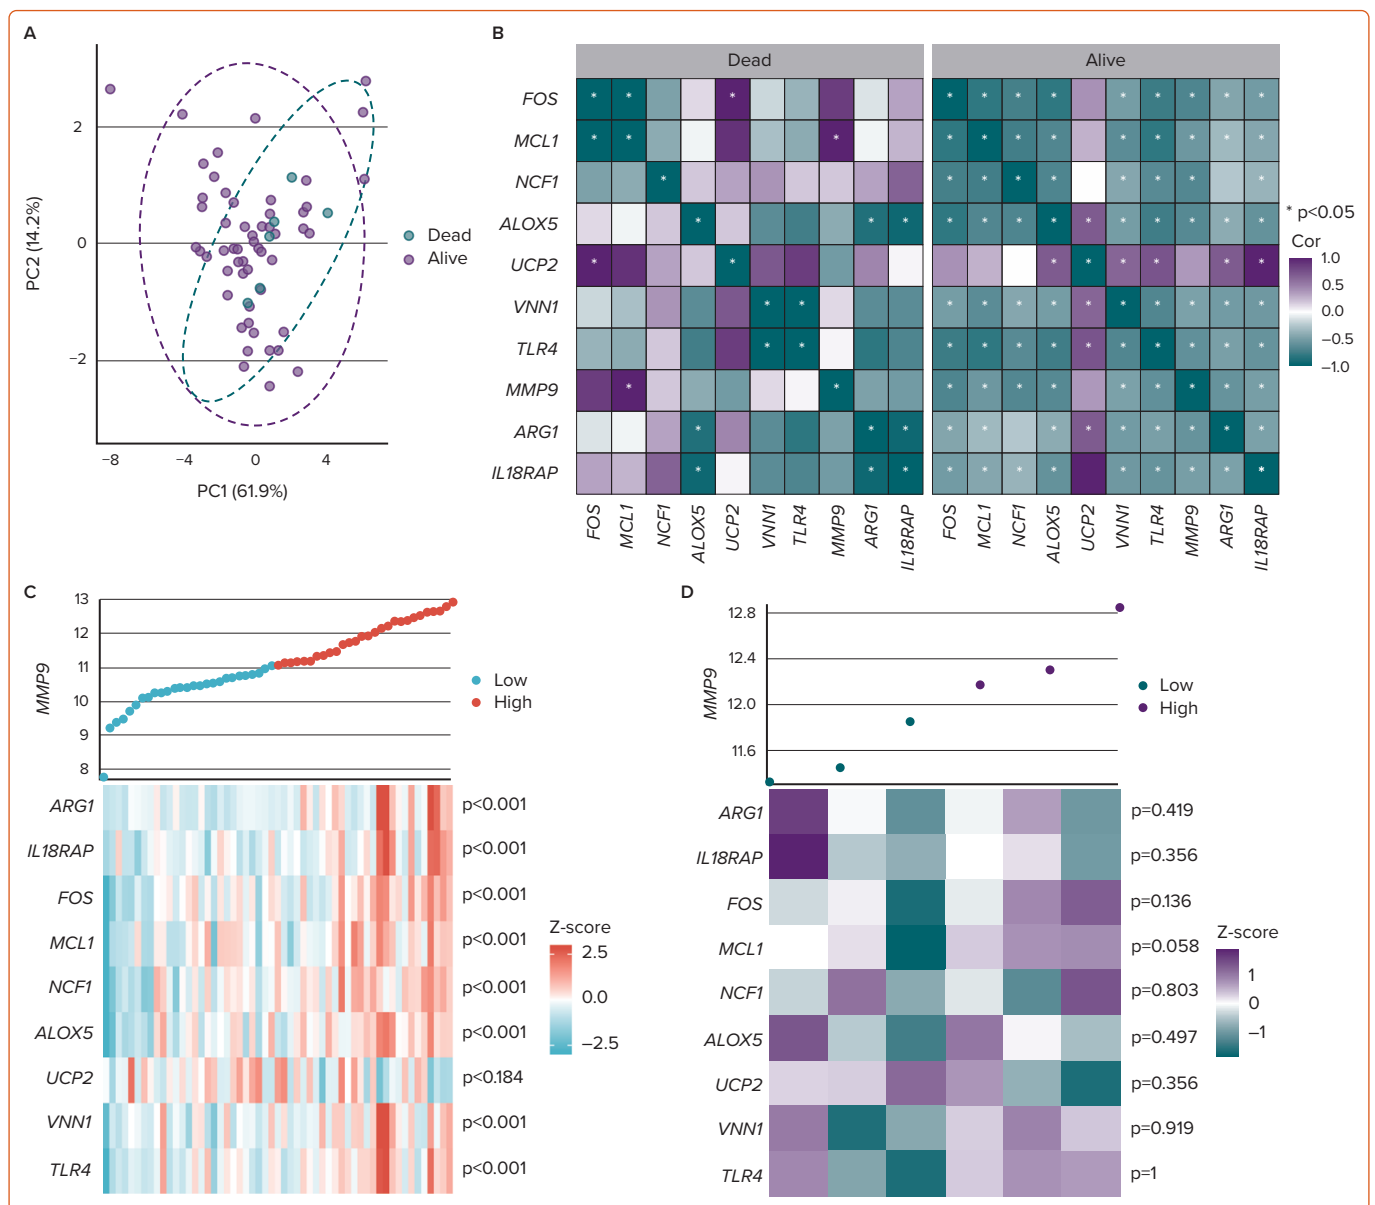 A
2
0
−2
−8
−4
0
4
PC2 (14.2%)
PC1 (61.9%)
Dead
Alive
B
Dead
Alive
FOS
MCL1
NCF1
ALOX5
UCP2
VNN1
TLR4
MMP9
ARG1
IL18RAP
FOS
MCL1
NCF1
ALOX5
UCP2
VNN1
TLR4
MMP9
ARG1
IL18RAP
FOS
MCL1
NCF1
ALOX5
UCP2
VNN1
TLR4
MMP9
ARG1
IL18RAP
* p<0.05
Cor
1.0
0.5
0.0
−0.5
−1.0
C
13
12
11
10
9
8
MMP9
Low
High
ARG1 p<0.001
IL18RAP p<0.001
FOS p<0.001
MCL1 p<0.001
NCF1 p<0.001
ALOX5 p<0.001
UCP2 p<0.184
VNN1 p<0.001
TLR4 p<0.001
Z-score
2.5
0.0
−2.5
D
12.8
12.4
12.0
11.6
MMP9
Low
High
ARG1 p=0.419
IL18RAP p=0.356
FOS p=0.136
MCL1 p=0.058
NCF1 p=0.803
ALOX5 p=0.497
UCP2 p=0.356
VNN1 p=0.919
TLR4 p=1
Z-score
1
0
−1